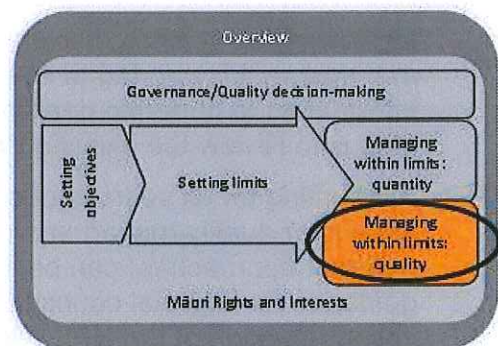 Overview
Governance/Quality decision-making
Setting
objectives
Setting limits
Managing
within limits:
quantity
Managing
within limits:
quality
Māori Rights and Interests